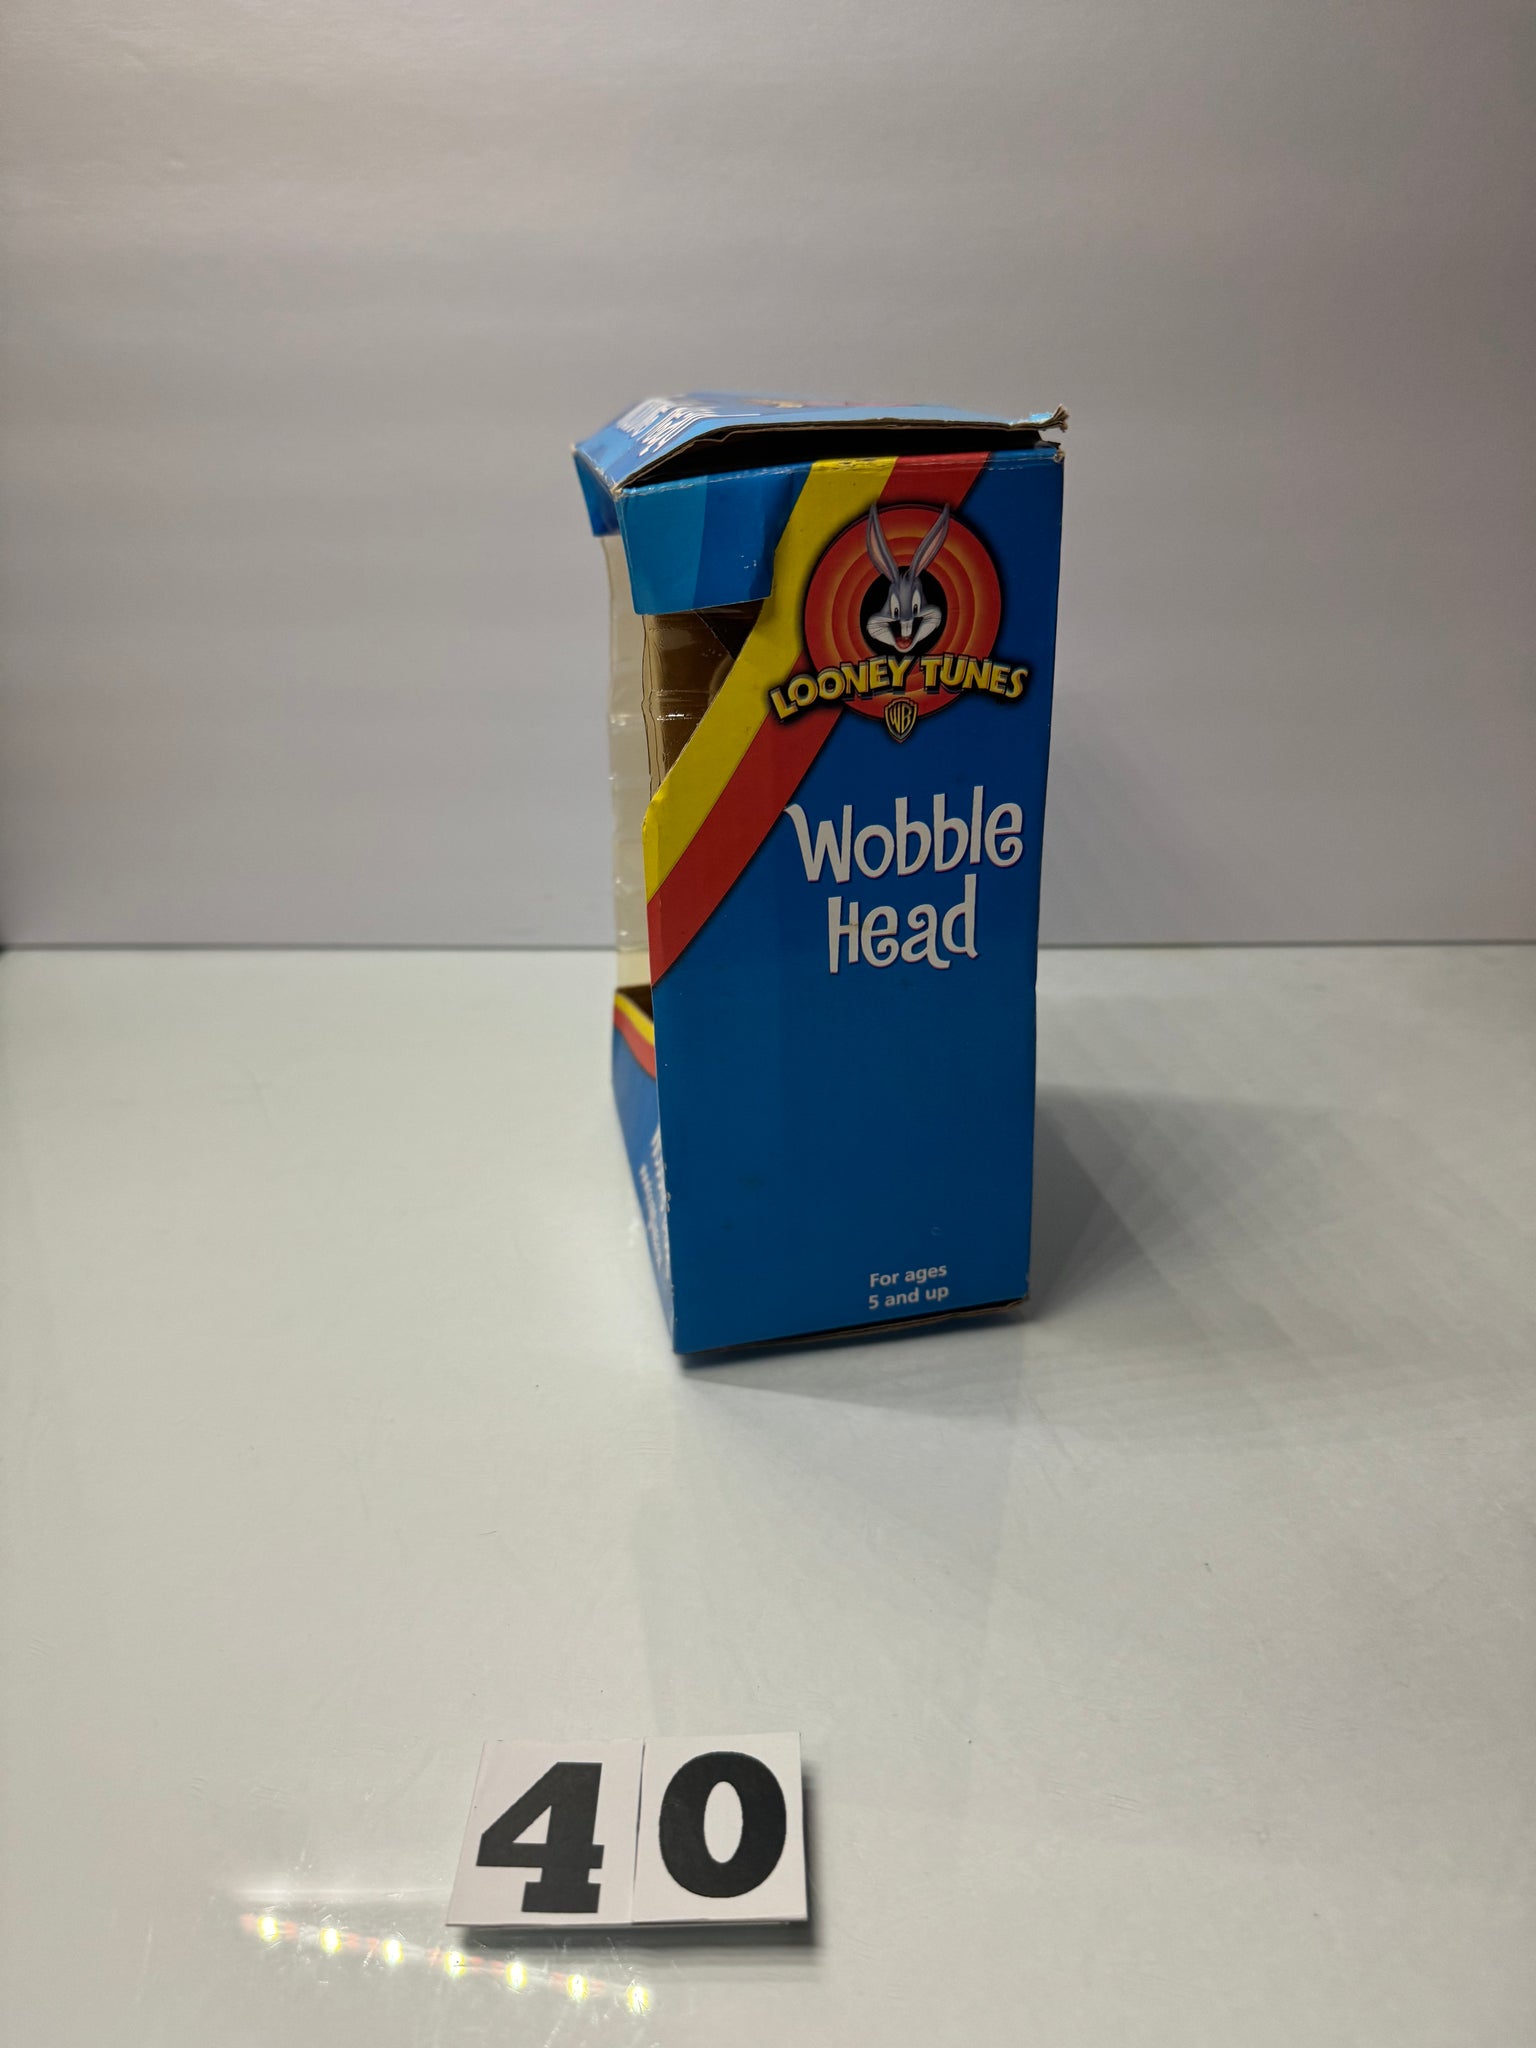 LOONEY TUNES
WB
Wobble
Head
For ages
5 and up
40